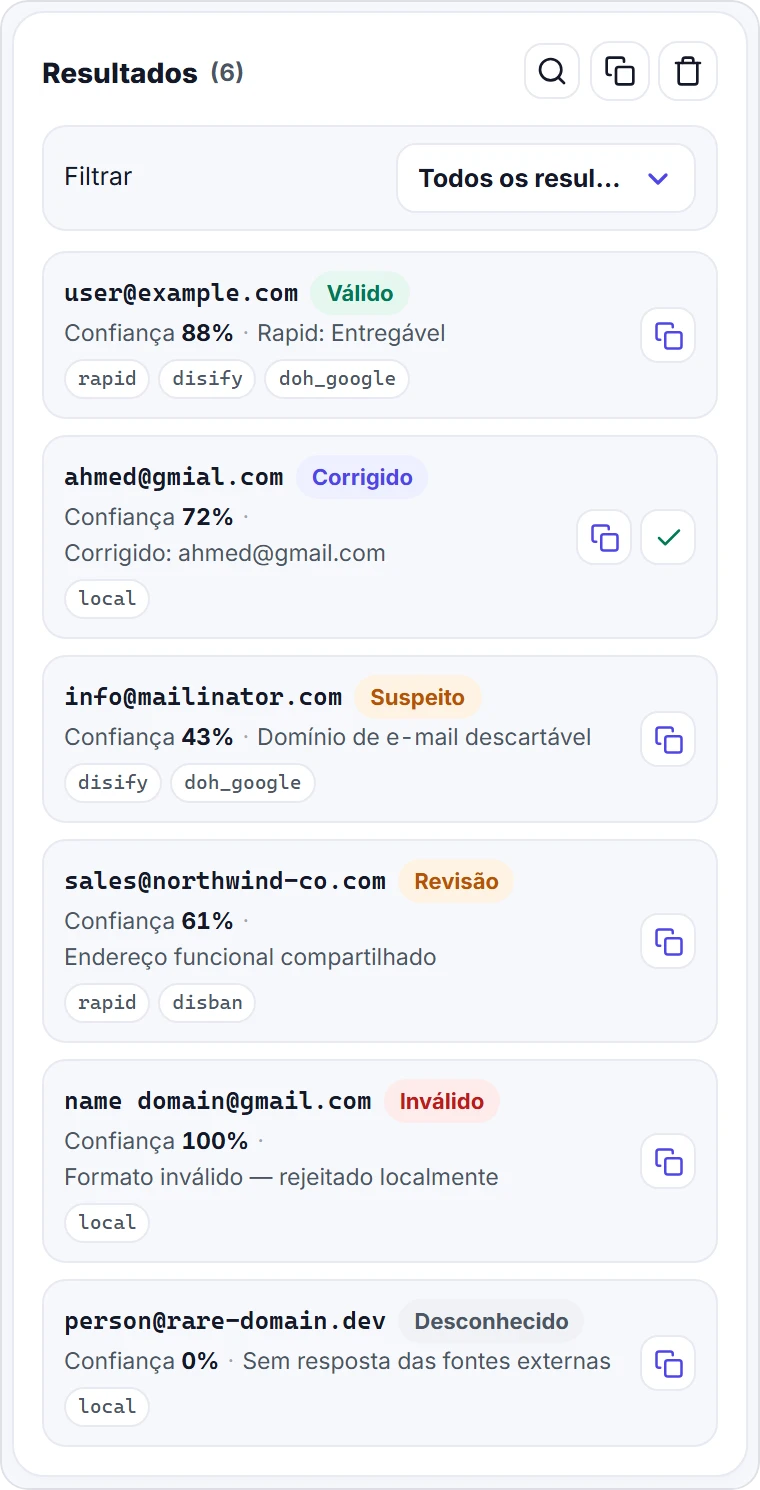 Resultados (6)
Filtrar
Todos os resul...
user@example.com Válido
Confiança 88% · Rapid: Entregável
rapid disify doh_google
ahmed@gmial.com Corrigido
Confiança 72% ·
Corrigido: ahmed@gmail.com
local
info@mailinator.com Suspeito
Confiança 43% · Domínio de e-mail descartável
disify doh_google
sales@northwind-co.com Revisão
Confiança 61% ·
Endereço funcional compartilhado
rapid disban
name domain@gmail.com Inválido
Confiança 100% ·
Formato inválido — rejeitado localmente
local
person@rare-domain.dev Desconhecido
Confiança 0% · Sem resposta das fontes externas
local